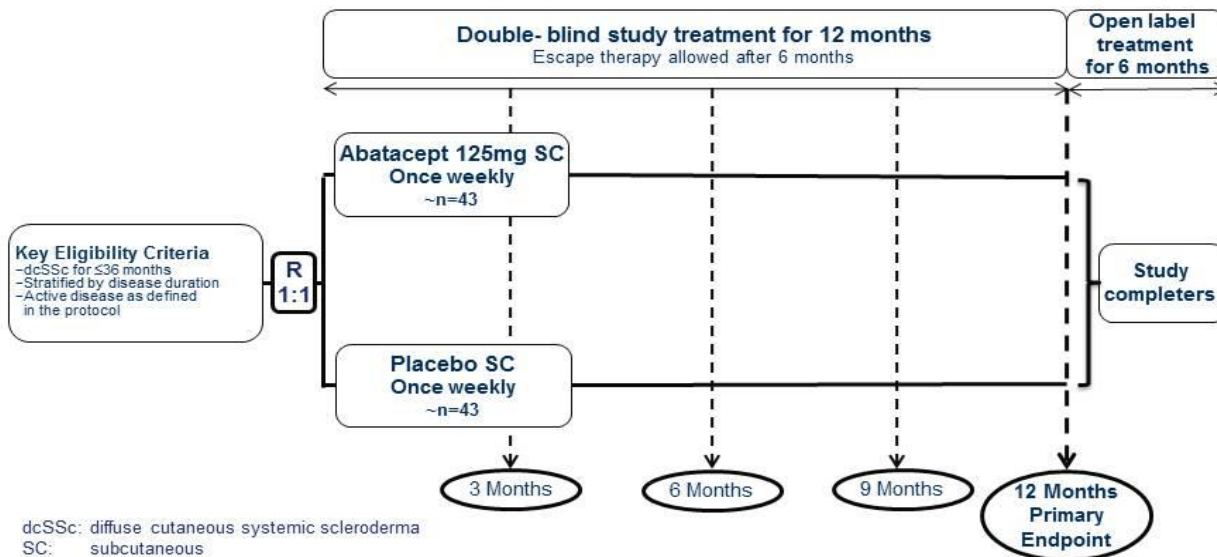 Double- blind study treatment for 12 months
Escape therapy allowed after 6 months
Open label
treatment
for 6 months
Abatacept 125mg SC
Once weekly
~n=43
Key Eligibility Criteria
–dcSSc for ≤36 months
–Stratified by disease duration
–Active disease as defined
in the protocol
R
1:1
Study
completers
Placebo SC
Once weekly
~n=43
3 Months
6 Months
9 Months
12 Months
Primary
Endpoint
dcSSc: diffuse cutaneous systemic scleroderma
SC: subcutaneous